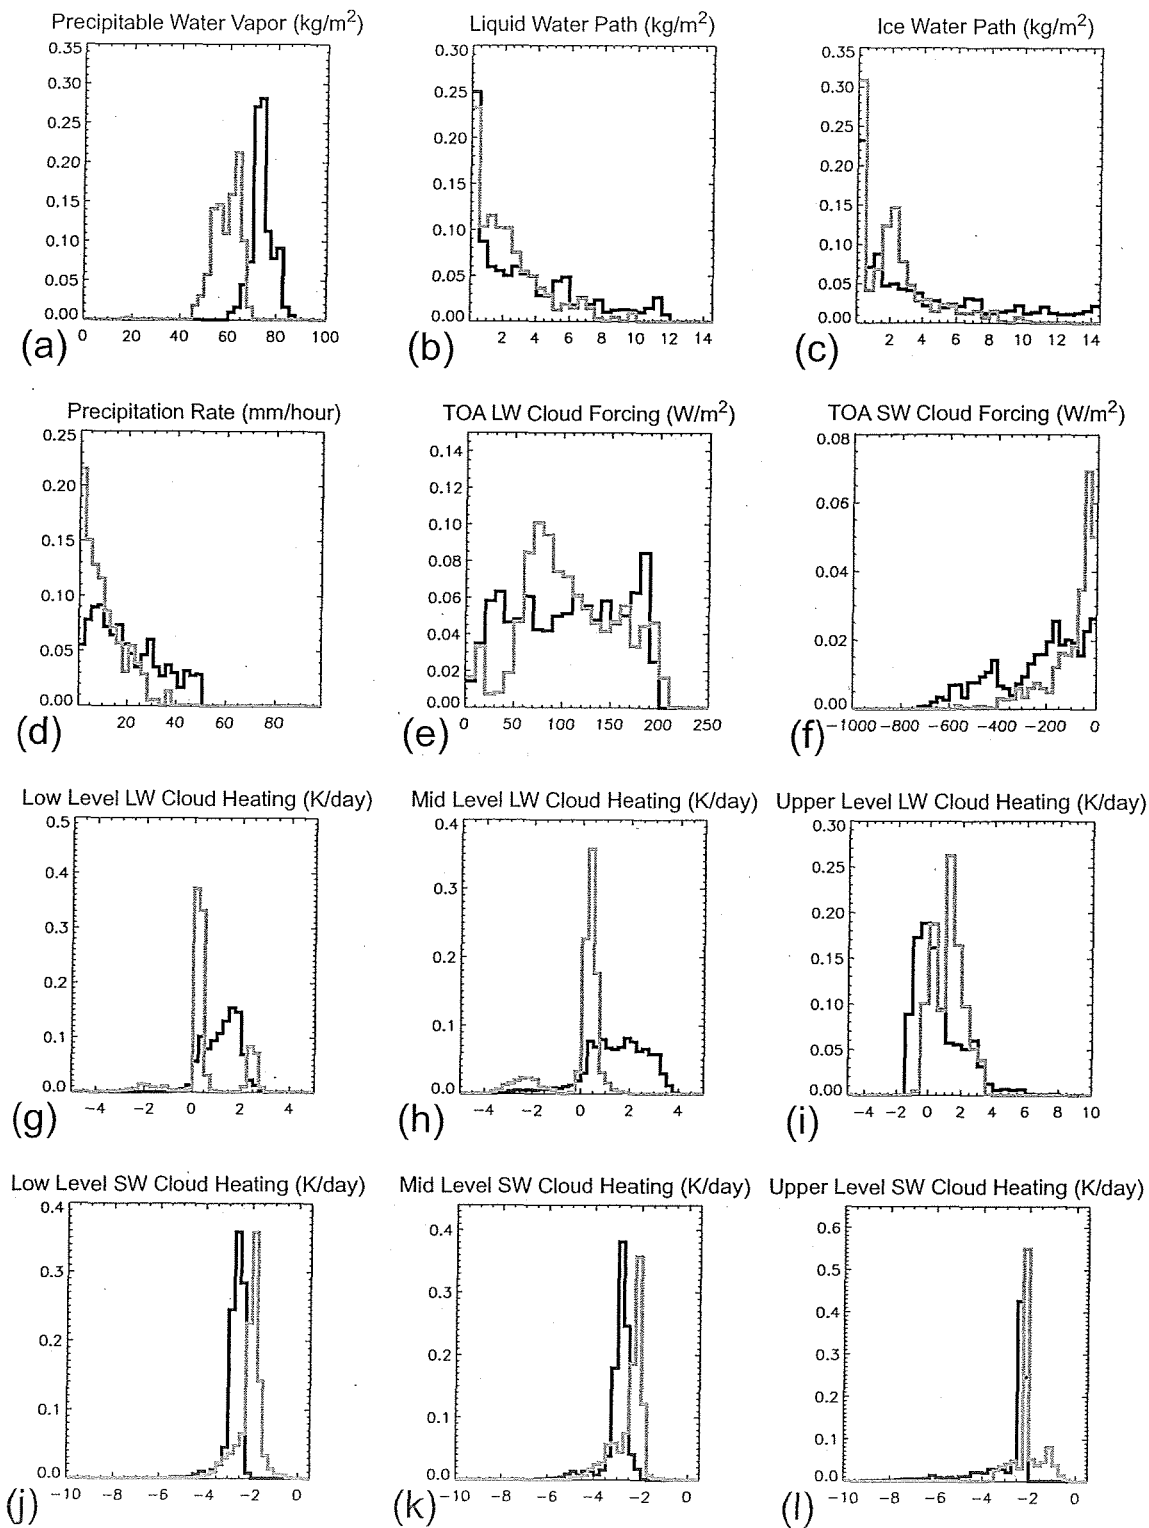 Precipitable Water Vapor (kg/m²)
0.35
0.30
0.25
0.20
0.15
0.10
0.05
0.00
0 20 40 60 80 100
(a)
Liquid Water Path (kg/m²)
0.30
0.25
0.20
0.15
0.10
0.05
0.00
2 4 6 8 10 12 14
(b)
Ice Water Path (kg/m²)
0.35
0.30
0.25
0.20
0.15
0.10
0.05
0.00
2 4 6 8 10 12 14
(c)
Precipitation Rate (mm/hour)
0.25
0.20
0.15
0.10
0.05
0.00
20 40 60 80
(d)
TOA LW Cloud Forcing (W/m²)
0.14
0.12
0.10
0.08
0.06
0.04
0.02
0.00
0 50 100 150 200 250
(e)
TOA SW Cloud Forcing (W/m²)
0.08
0.06
0.04
0.02
0.00
−1000 −800 −600 −400 −200 0
(f)
Low Level LW Cloud Heating (K/day)
0.5
0.4
0.3
0.2
0.1
0.0
−4 −2 0 2 4
(g)
Mid Level LW Cloud Heating (K/day)
0.4
0.3
0.2
0.1
0.0
−4 −2 0 2 4
(h)
Upper Level LW Cloud Heating (K/day)
0.30
0.25
0.20
0.15
0.10
0.05
0.00
−4 −2 0 2 4 6 8 10
(i)
Low Level SW Cloud Heating (K/day)
0.4
0.3
0.2
0.1
0.0
−10 −8 −6 −4 −2 0
(j)
Mid Level SW Cloud Heating (K/day)
0.4
0.3
0.2
0.1
0.0
−10 −8 −6 −4 −2 0
(k)
Upper Level SW Cloud Heating (K/day)
0.6
0.5
0.4
0.3
0.2
0.1
0.0
−10 −8 −6 −4 −2 0
(l)